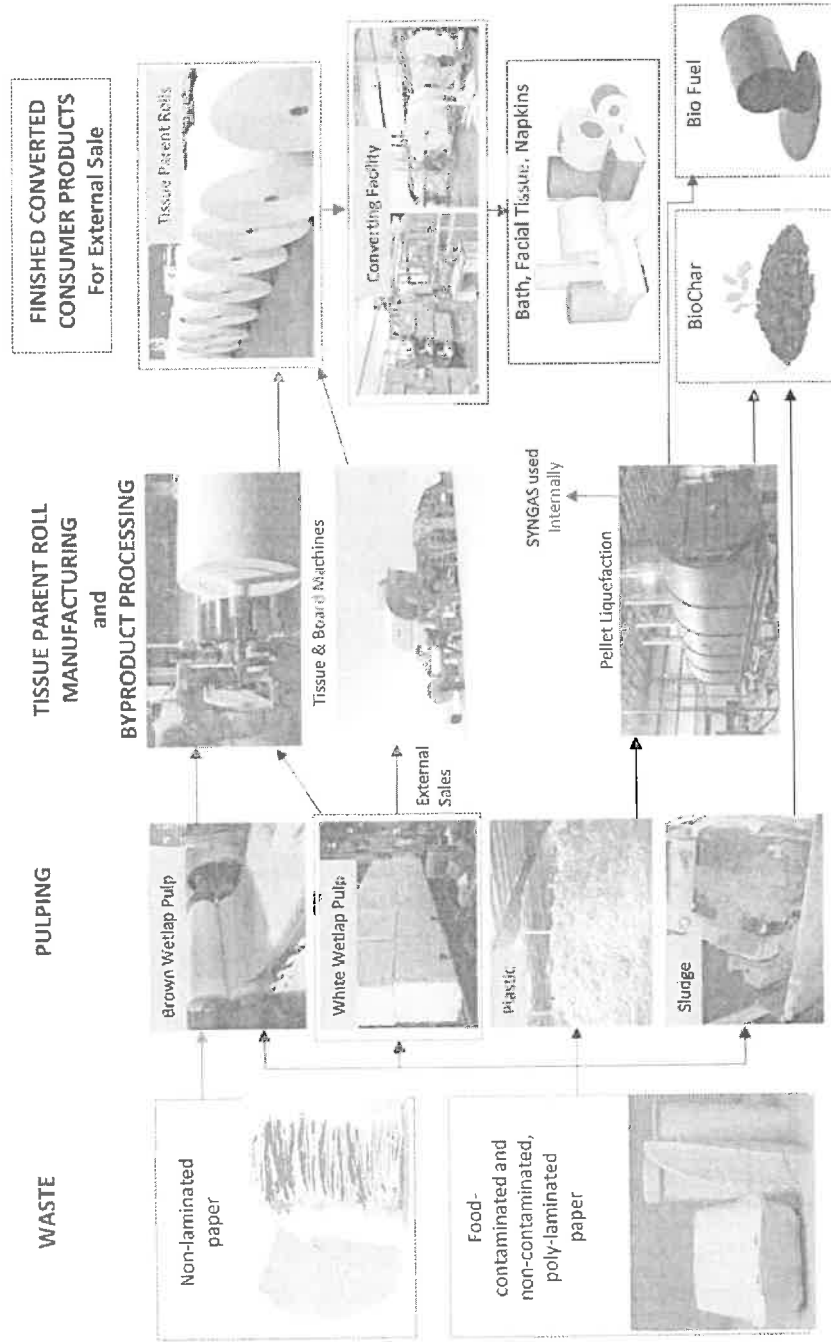 WASTE
Non-laminated
paper
Food-
contaminated and
non-contaminated,
poly-laminated
paper
PULPING
Brown Wetlap Pulp
White Wetlap Pulp
Plastic
Sludge
TISSUE PARENT ROLL
MANUFACTURING
and
BYPRODUCT PROCESSING
Tissue & Board Machines
External
Sales
SYNGAS used
Internally
Pellet Liquefaction
FINISHED CONVERTED
CONSUMER PRODUCTS
For External Sale
Tissue Parent Rolls
Converting Facility
Bath, Facial Tissue, Napkins
BioChar
Bio Fuel